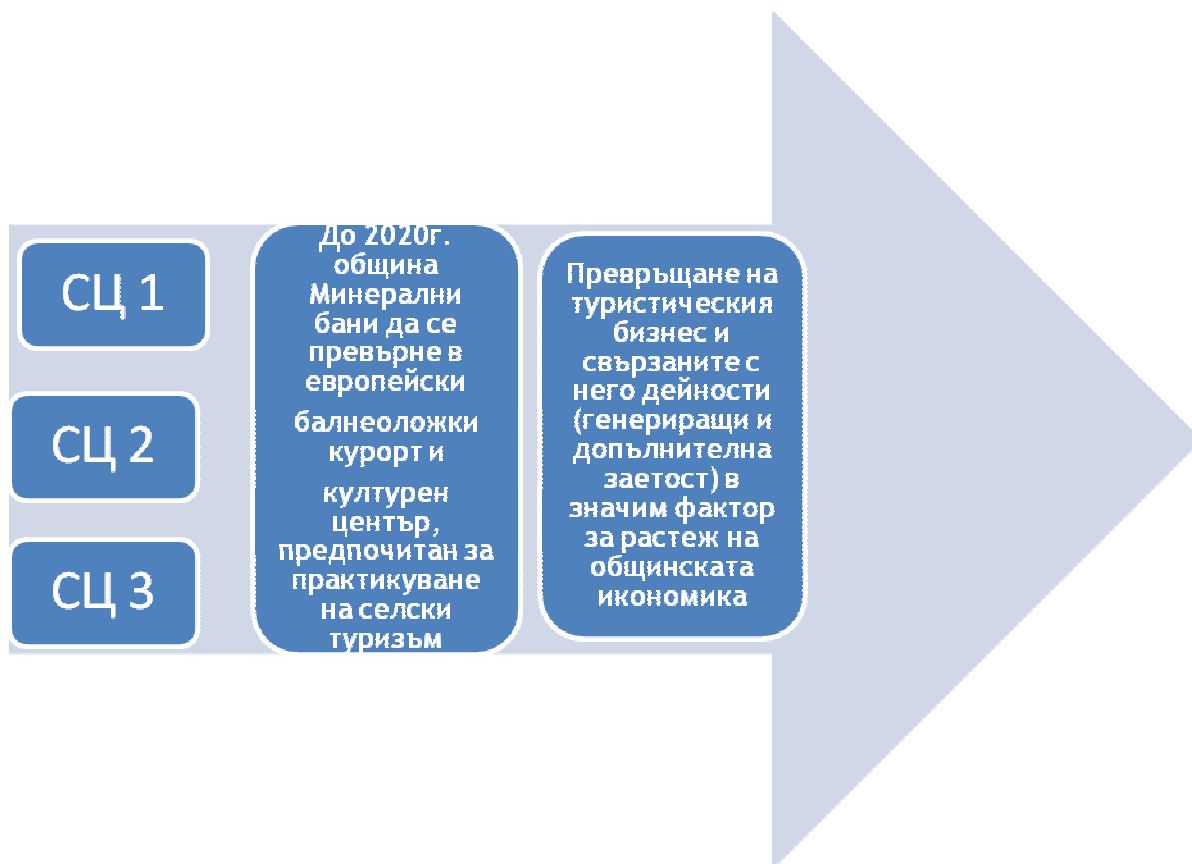 СЦ 1
СЦ 2
СЦ 3
До 2020г.
община
Минерални
бани да се
превърне в
европейски
балнеоложки
курорт и
културен
център,
предпочитан за
практикуване
на селски
туризъм
Превръщане на
туристическия
бизнес и
свързаните с
него дейности
(генериращи и
допълнителна
заетост) в
значим фактор
за растеж на
общинската
икономика